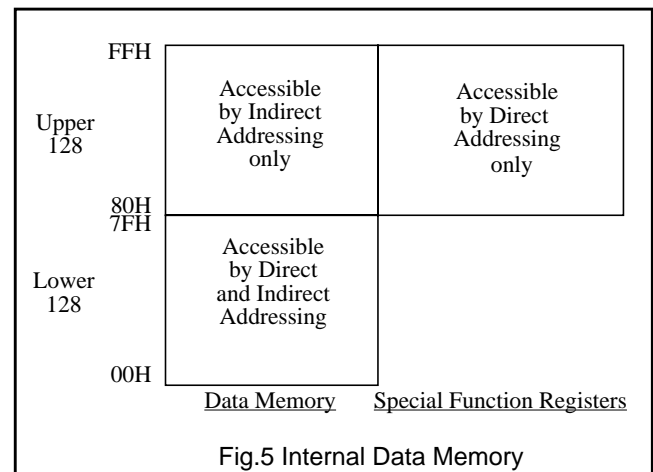 FFH
Accessible
by Indirect
Addressing
only
Accessible
by Direct
Addressing
only
Upper
128
80H
7FH
Accessible
by Direct
and Indirect
Addressing
Lower
128
00H
Data Memory
Special Function Registers
Fig.5 Internal Data Memory